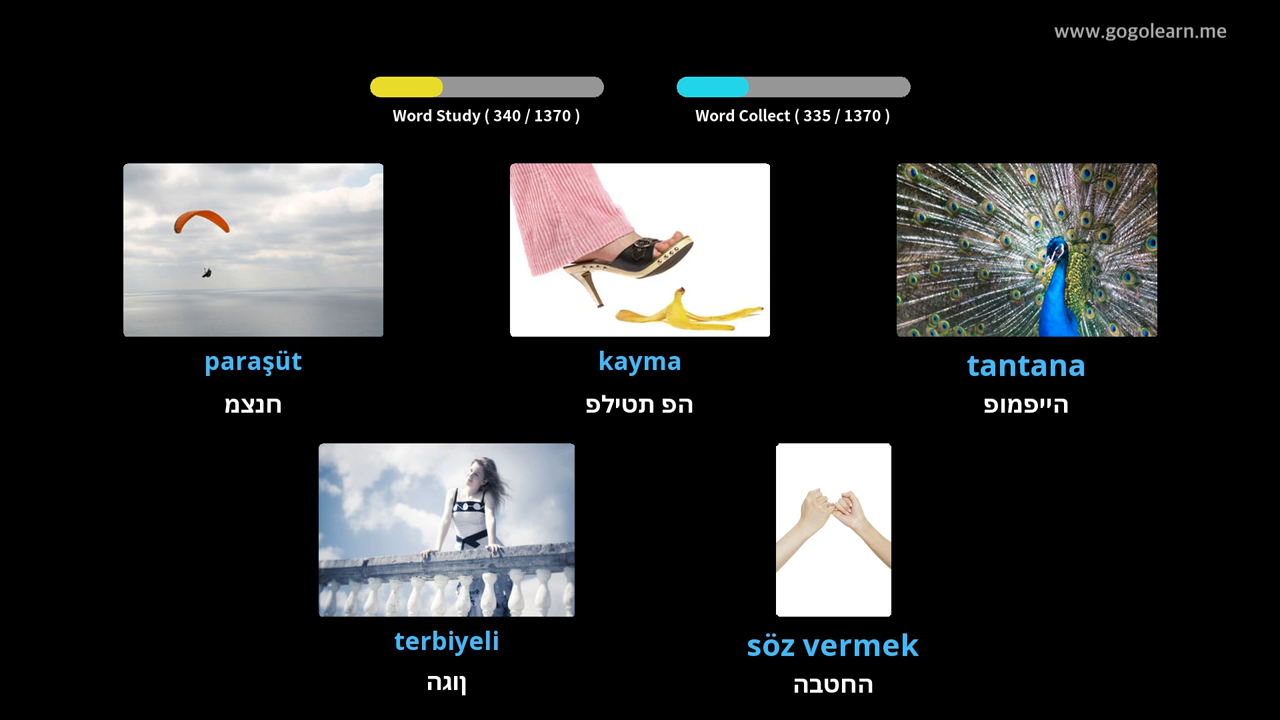 www.gogolearn.me
Word Study ( 340 / 1370 )
Word Collect ( 335 / 1370 )
paraşüt
חנצמ
kayma
הפ תטילפ
tantana
הייפמופ
terbiyeli
ןוגה
söz vermek
החטבה